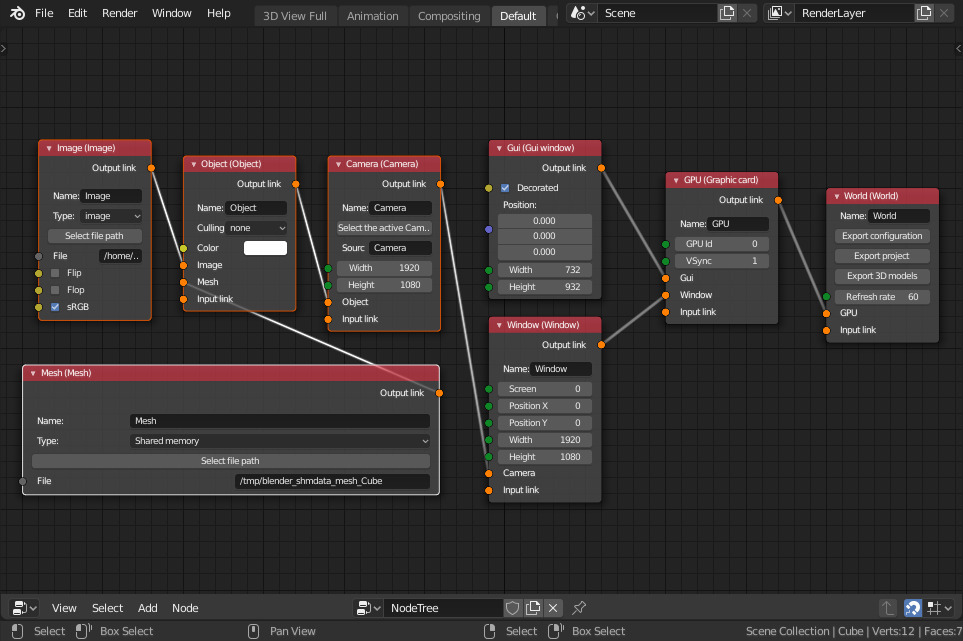 File Edit Render Window Help 3D View Full Animation Compositing Default Scene RenderLayer
Image (Image)
Output link
Name: Image
Type: image
Select file path
File /home/..
Flip
Flop
sRGB
Object (Object)
Output link
Name: Object
Culling none
Color
Image
Mesh
Input link
Camera (Camera)
Output link
Name: Camera
Select the active Cam..
Sourc Camera
Width 1920
Height 1080
Object
Input link
Gui (Gui window)
Output link
Decorated
Position:
0.000
0.000
0.000
Width 732
Height 932
GPU (Graphic card)
Output link
Name: GPU
GPU Id 0
VSync 1
Gui
Window
Input link
World (World)
Name: World
Export configuration
Export project
Export 3D models
Refresh rate 60
GPU
Input link
Window (Window)
Output link
Name: Window
Screen 0
Position X 0
Position Y 0
Width 1920
Height 1080
Camera
Input link
Mesh (Mesh)
Output link
Name: Mesh
Type: Shared memory
Select file path
File /tmp/blender_shmdata_mesh_Cube
View Select Add Node NodeTree
Select Box Select Pan View Select Box Select Scene Collection | Cube | Verts:12 | Faces:7